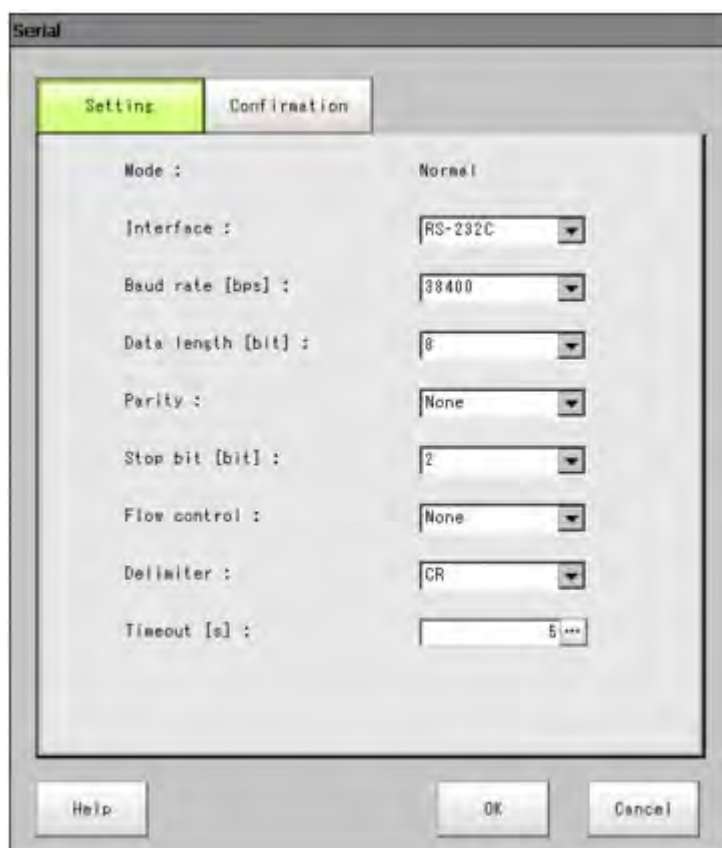 Serial
Setting Confirmation
Mode : Normal
Interface : RS-232C
Baud rate [bps] : 38400
Data length [bit] : 8
Parity : None
Stop bit [bit] : 2
Flow control : None
Delimiter : CR
Timeout [s] : 5 ...
Help OK Cancel